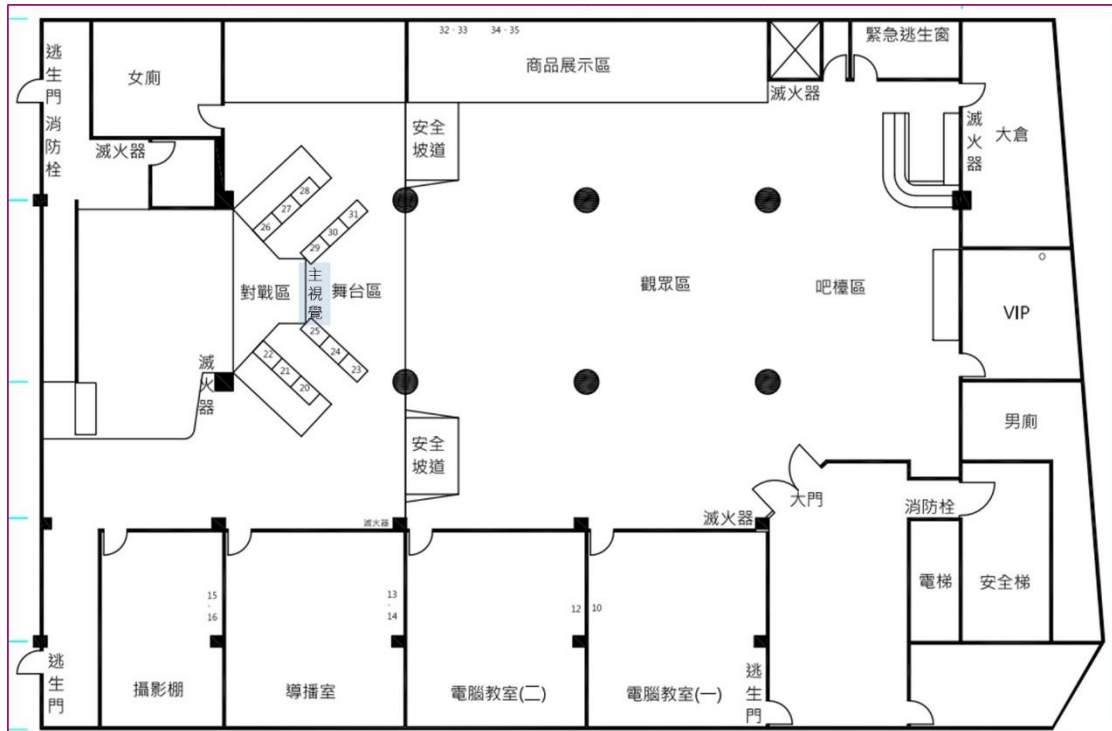 逃生門
女廁
32 · 33
34 · 35
商品展示區
緊急逃生窗
滅火器
消防栓
滅火器
安全
坡道
滅火器
大倉
28
27
26
31
30
29
對戰區
主視覺
舞台區
觀眾區
吧檯區
VIP
25
24
23
22
21
20
滅火器
安全
坡道
男廁
大門
滅火器
滅火器
消防栓
電梯
安全梯
15
·
16
13
·
14
12
10
逃生門
攝影棚
導播室
電腦教室(二)
電腦教室(一)
逃生門